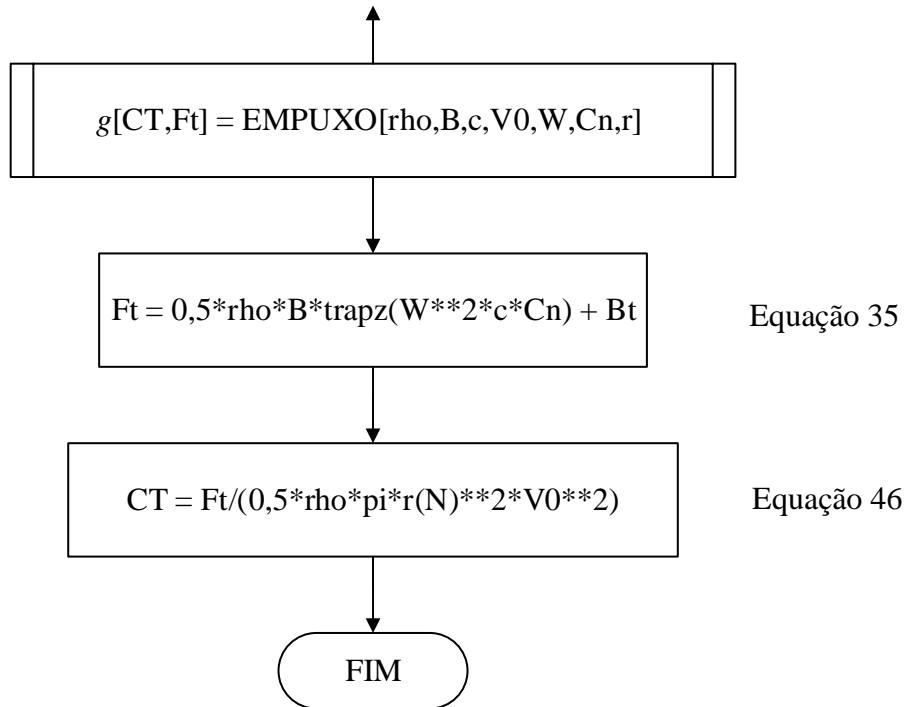 g[CT,Ft] = EMPUXO[rho,B,c,V0,W,Cn,r]
Ft = 0,5*rho*B*trapz(W**2*c*Cn) + Bt
Equação 35
CT = Ft/(0,5*rho*pi*r(N)**2*V0**2)
Equação 46
FIM